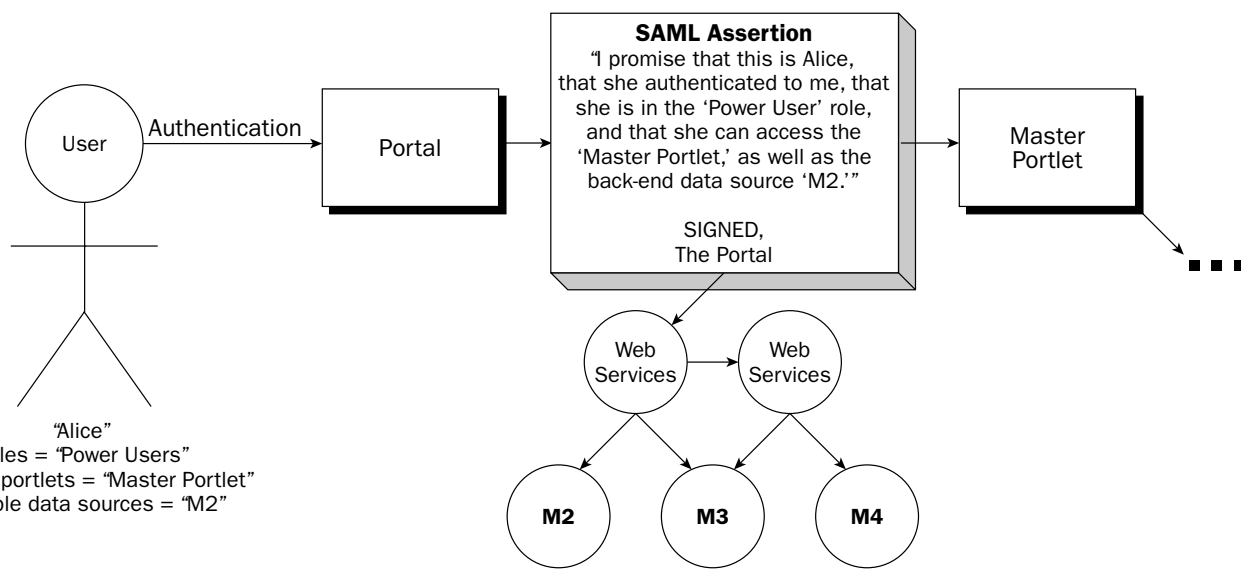 SAML Assertion
“I promise that this is Alice,
that she authenticated to me, that
she is in the ‘Power User’ role,
and that she can access the
‘Master Portlet,’ as well as the
back-end data source ‘M2.’”
SIGNED,
The Portal
User
Authentication
Portal
Master
Portlet
Web
Services
Web
Services
“Alice”
les = “Power Users”
portlets = “Master Portlet”
ole data sources = “M2”
M2
M3
M4